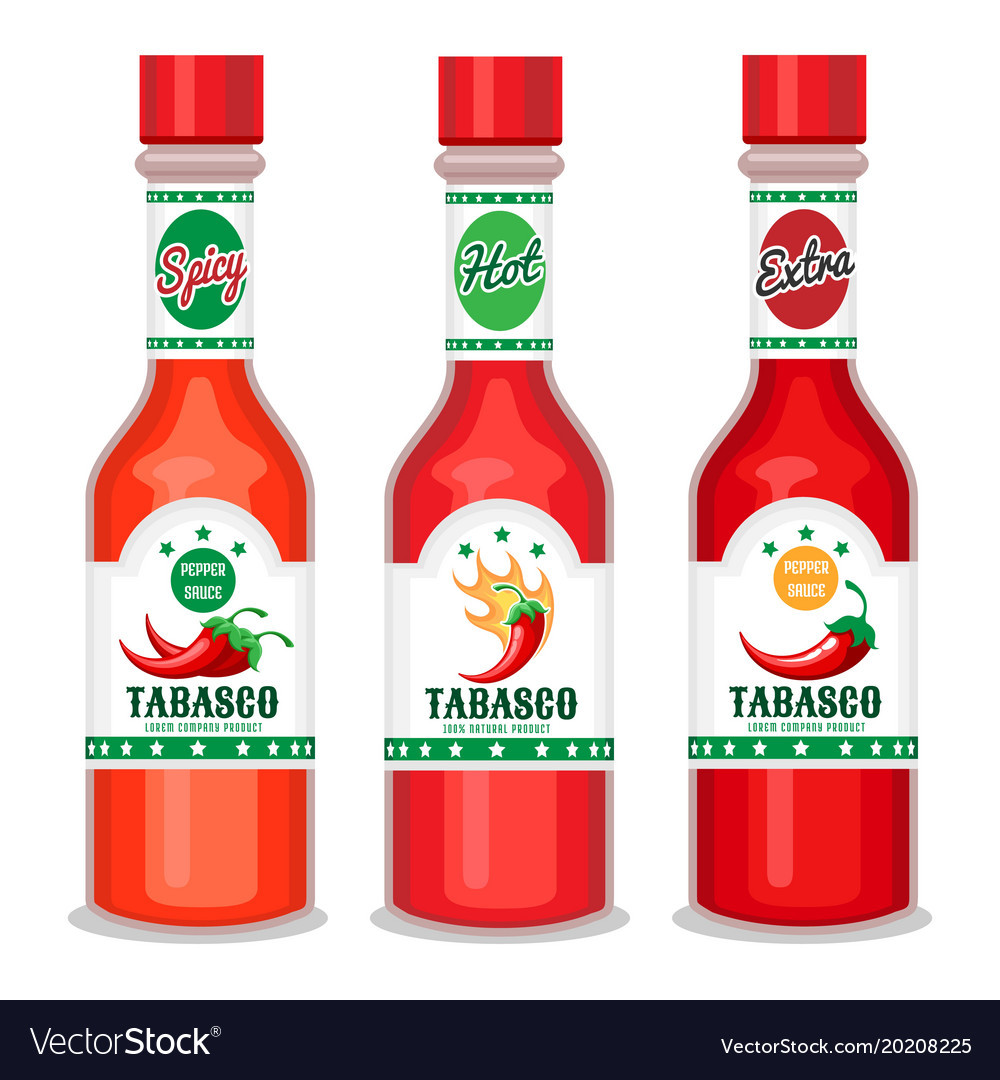 Spicy
PEPPER
SAUCE
TABASCO
LOREM COMPANY PRODUCT
Hot
TABASCO
100% NATURAL PRODUCT
Extra
PEPPER
SAUCE
TABASCO
LOREM COMPANY PRODUCT
VectorStock®
VectorStock.com/20208225